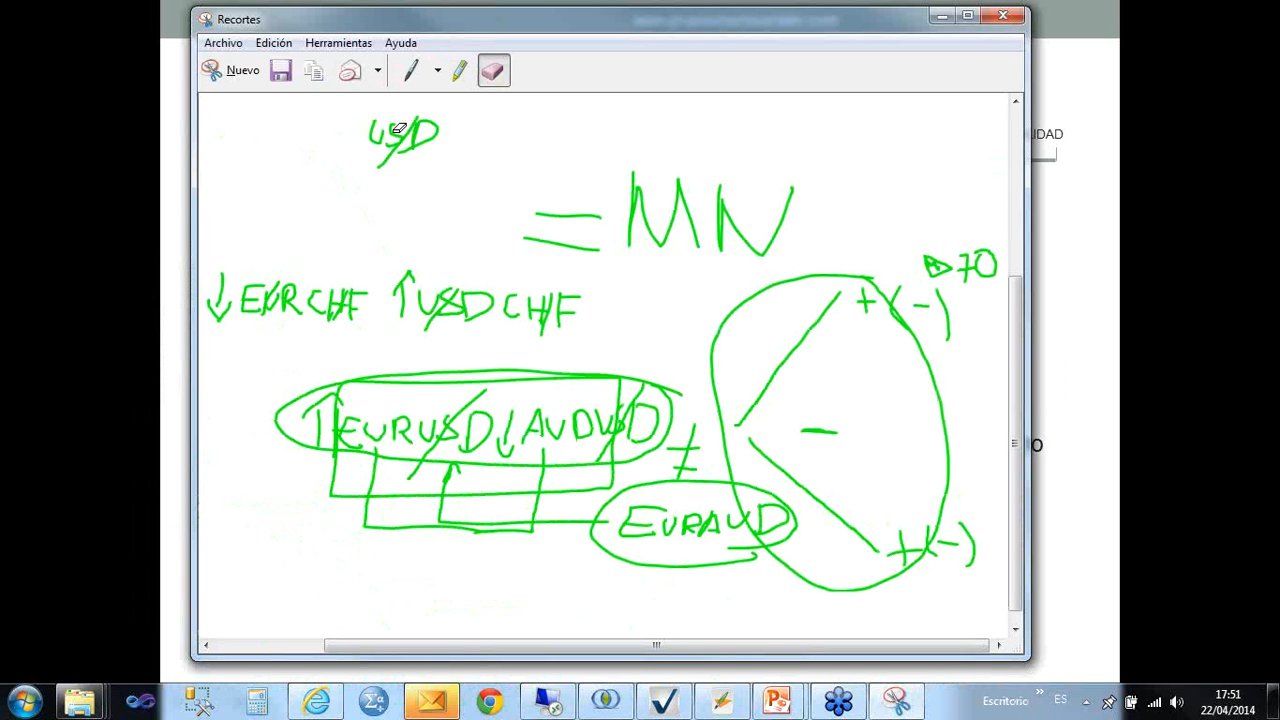 Recortes
Archivo Edición Herramientas Ayuda
Nuevo
USD
UIDAD
= MN
70
↓ EURCHF ↑ USDCHF
+ (-)
↑ EURUSD ↓ AUDUSD
-
O
≠
EURAUD
+ (-)
Escritorio » ES
17:51
22/04/2014